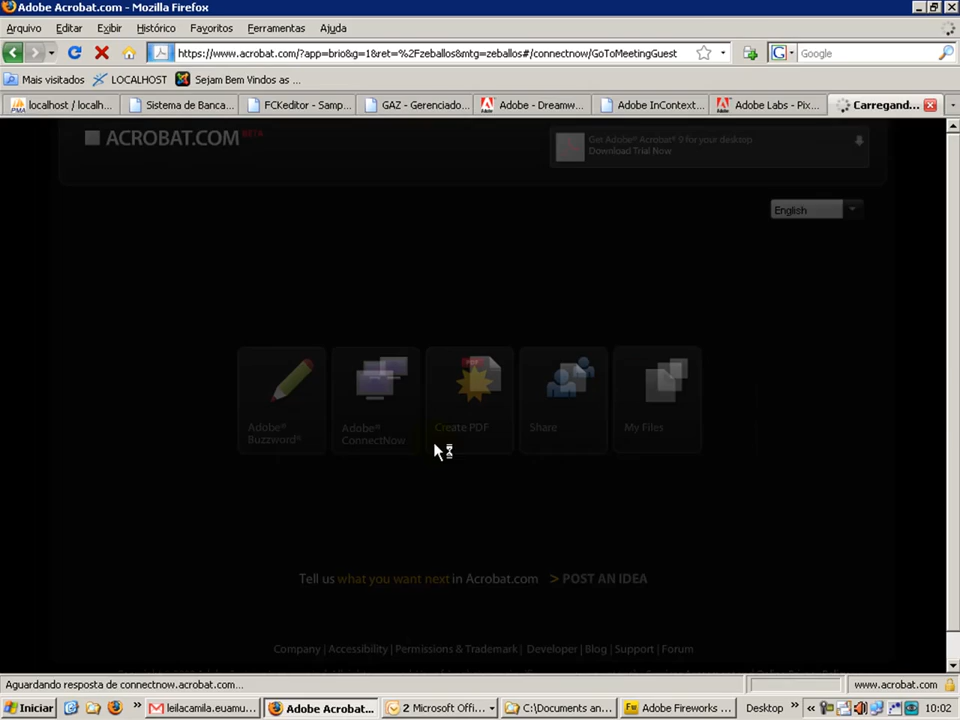 Adobe Acrobat.com - Mozilla Firefox
Arquivo Editar Exibir Histórico Favoritos Ferramentas Ajuda
https://www.acrobat.com/?app=brio&g=1&ret=%2Fzeballos&mtg=zeballos#/connectnow/GoToMeetingGuest
Google
Mais visitados LOCALHOST Sejam Bem Vindos as ...
localhost / localh... Sistema de Banca... FCKeditor - Samp... GAZ - Gerenciado... Adobe - Dreamw... Adobe InContext... Adobe Labs - Pix... Carregand...
ACROBAT.COM BETA
Get Adobe® Acrobat® 9 for your desktop
Download Trial Now
English
Adobe® Buzzword®
Adobe® ConnectNow
Create PDF
Share
My Files
Tell us what you want next in Acrobat.com > POST AN IDEA
Company | Accessibility | Permissions & Trademark | Developer | Blog | Support | Forum
Aguardando resposta de connectnow.acrobat.com... www.acrobat.com
Iniciar leilacamila.euamu... Adobe Acrobat... 2 Microsoft Offi... C:\Documents an... Adobe Fireworks ... Desktop 10:02